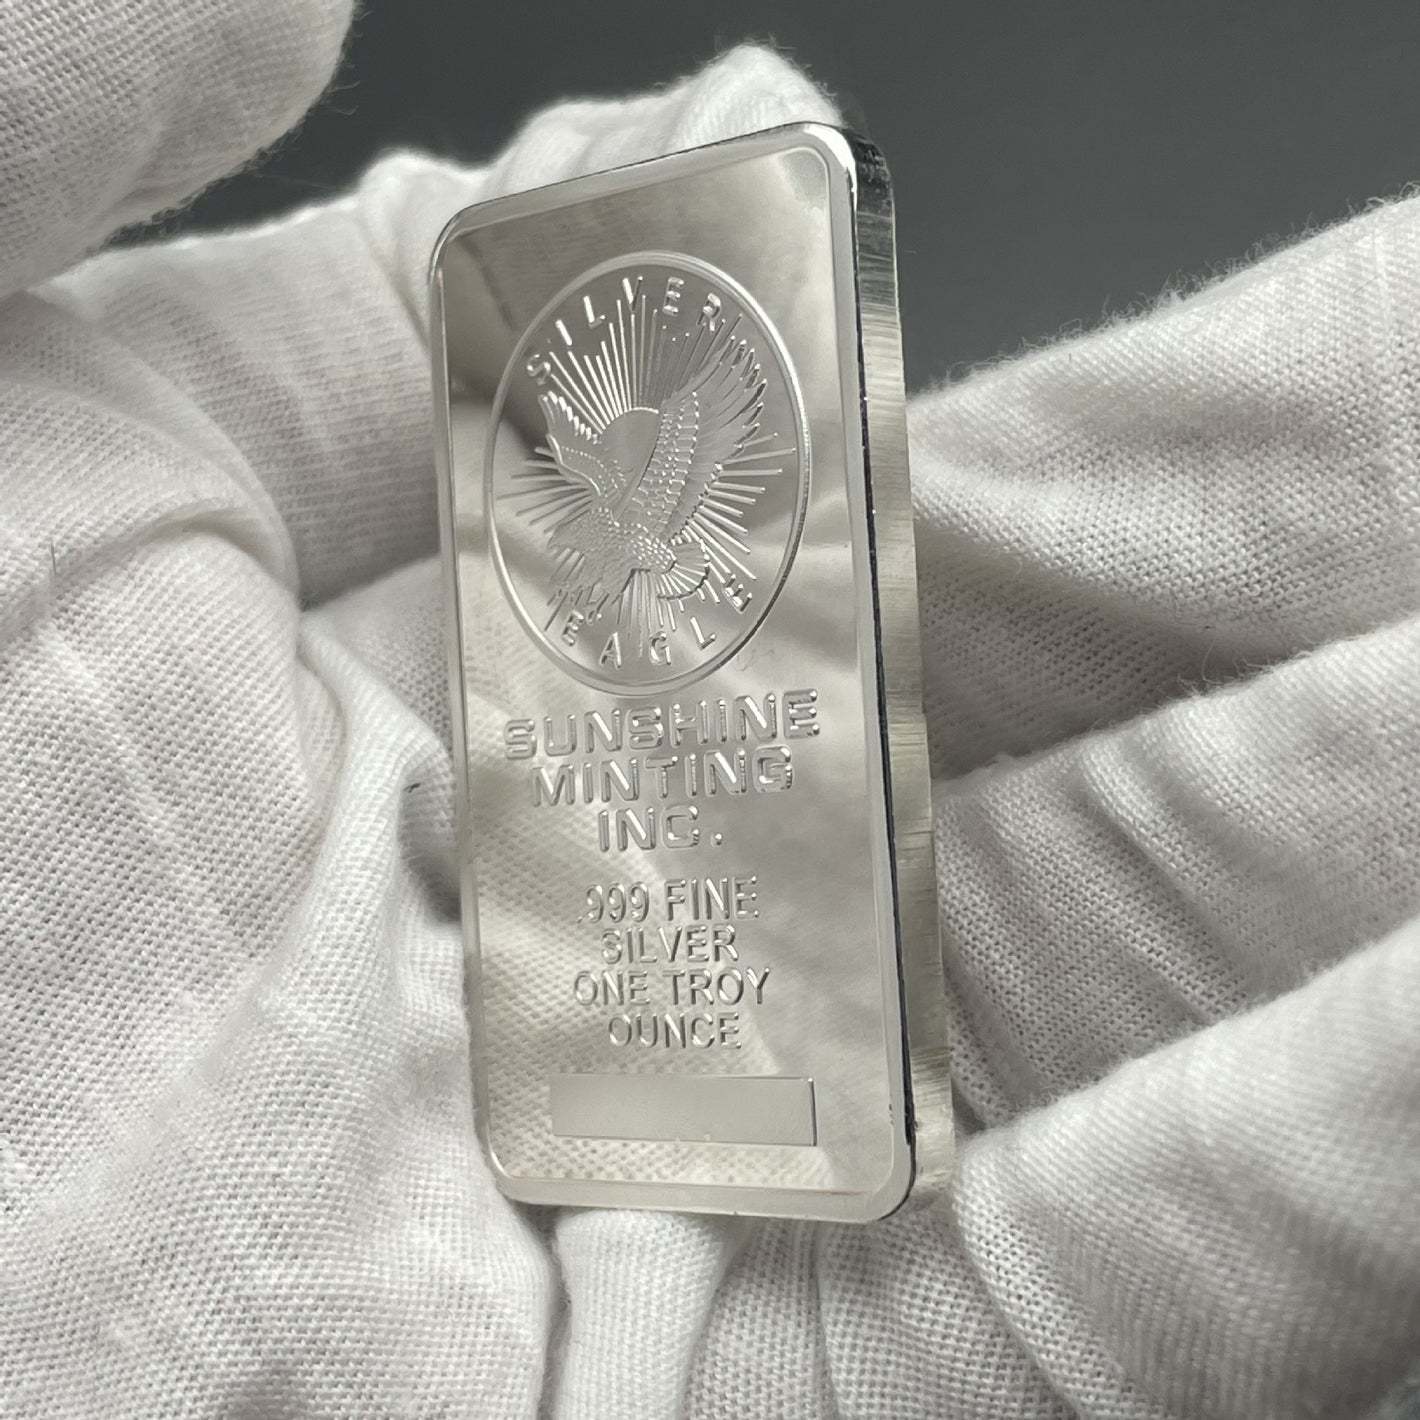 SILVER
EAGLE
SUNSHINE
MINTING
INC.
.999 FINE
SILVER
ONE TROY
OUNCE